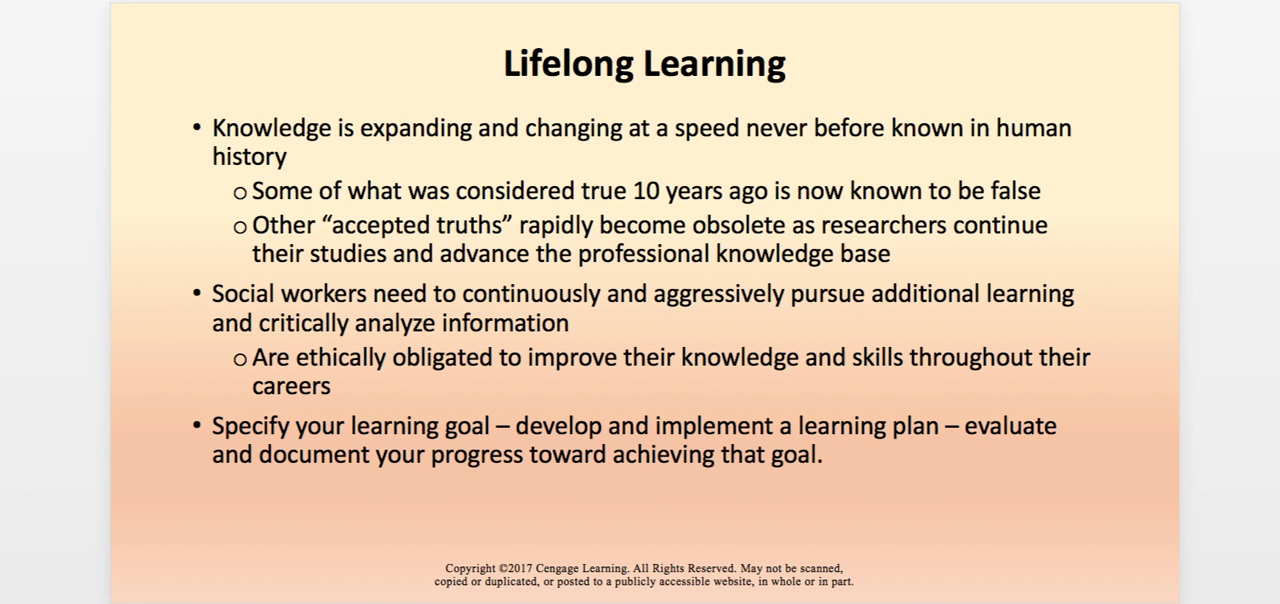 Lifelong Learning
• Knowledge is expanding and changing at a speed never before known in human
history
o Some of what was considered true 10 years ago is now known to be false
o Other “accepted truths” rapidly become obsolete as researchers continue
their studies and advance the professional knowledge base
• Social workers need to continuously and aggressively pursue additional learning
and critically analyze information
o Are ethically obligated to improve their knowledge and skills throughout their
careers
• Specify your learning goal – develop and implement a learning plan – evaluate
and document your progress toward achieving that goal.
Copyright ©2017 Cengage Learning. All Rights Reserved. May not be scanned,
copied or duplicated, or posted to a publicly accessible website, in whole or in part.